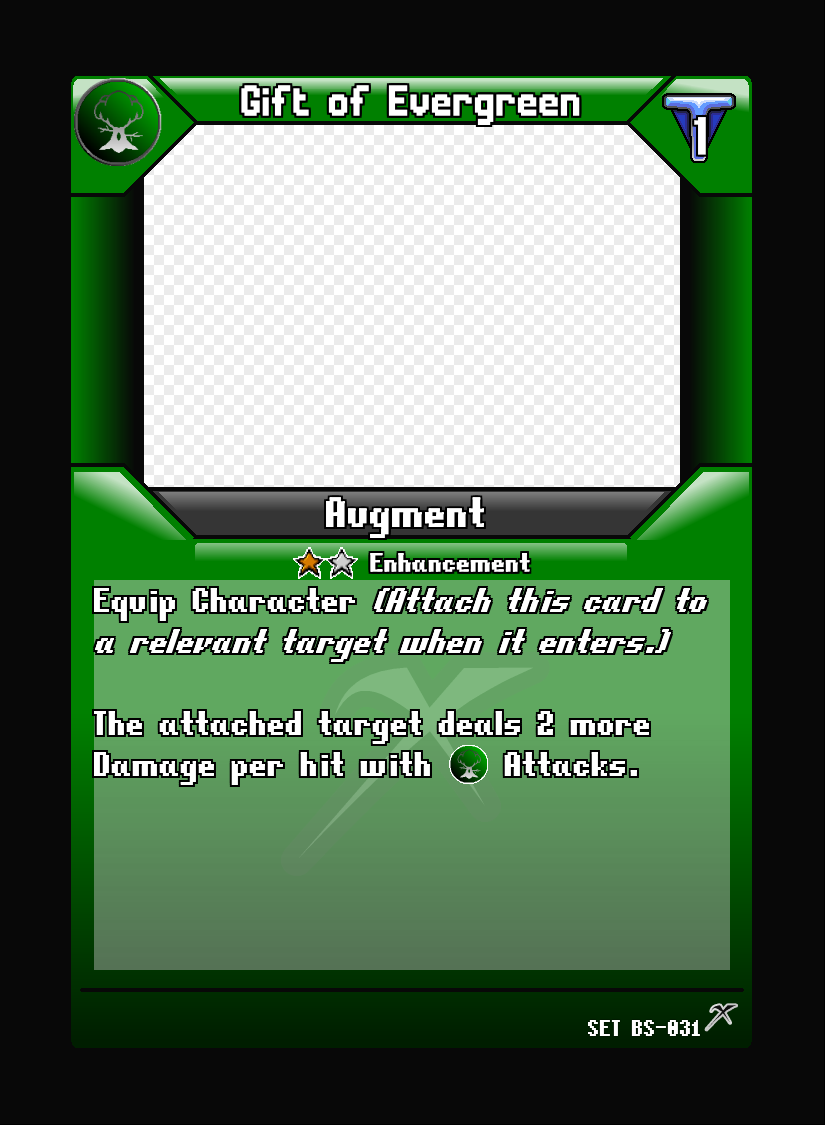 Gift of Evergreen
1
Augment
Enhancement
Equip Character (Attach this card to
a relevant target when it enters.)
The attached target deals 2 more
Damage per hit with Attacks.
SET BS-031